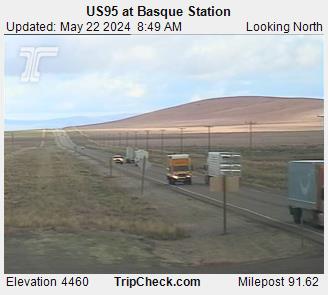 US95 at Basque Station
Updated: May 22 2024 8:49 AM Looking North
Elevation 4460 TripCheck.com Milepost 91.62